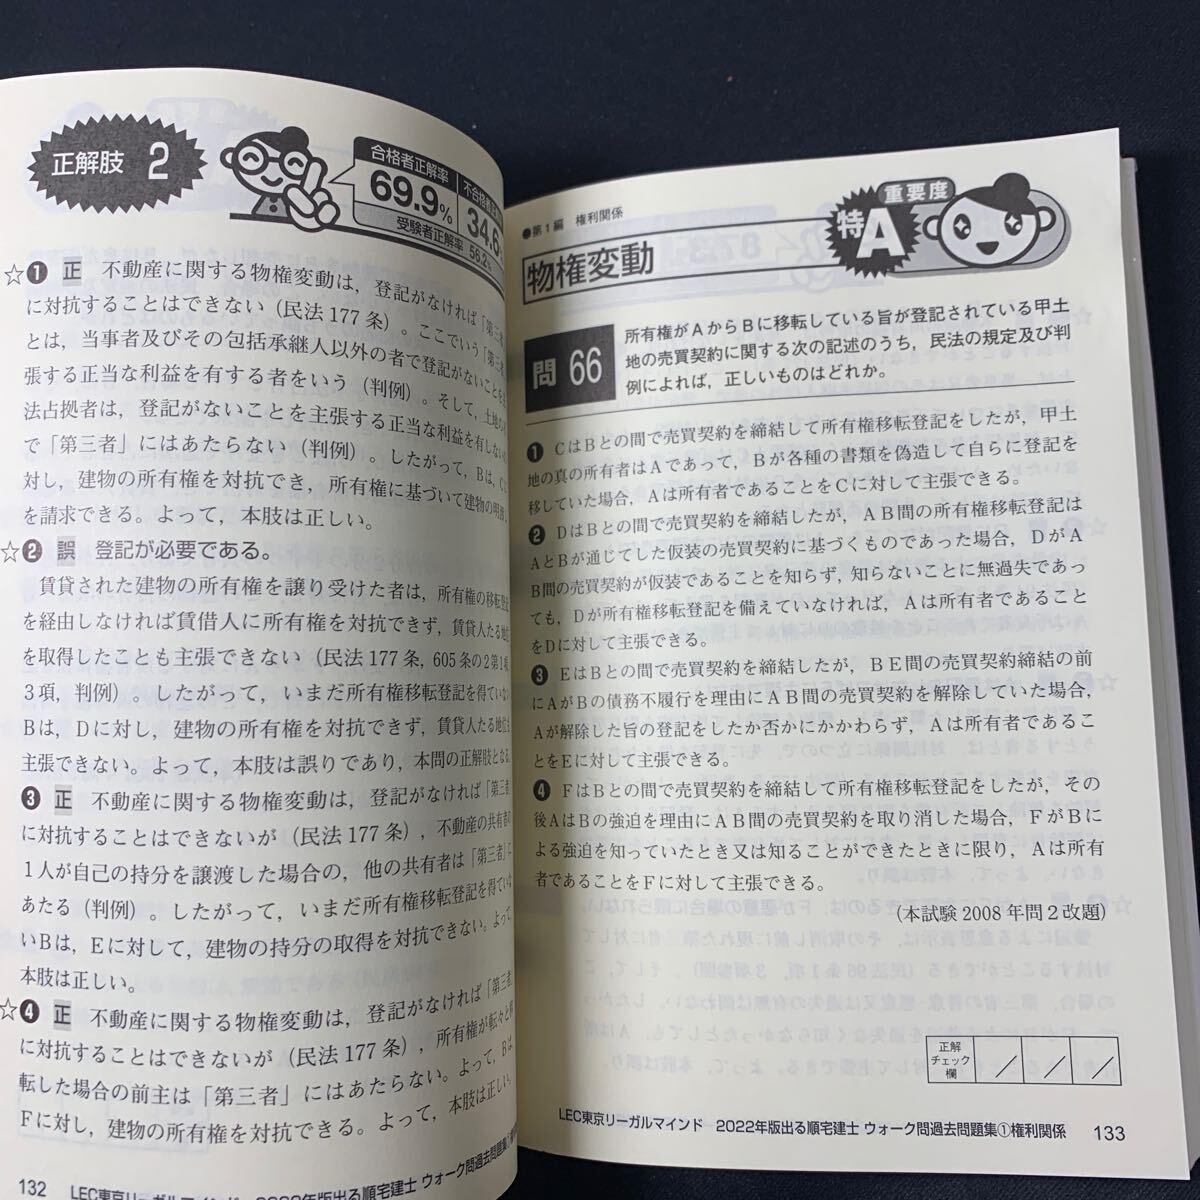 正解肢 2
合格者正解率
69.9%
34.6
受験者正解率 56.2%
☆❶ 正 不動産に関する物権変動は，登記がなければ「第三
に対抗することはできない（民法177条）。ここでいう「第三
とは，当事者及びその包括承継人以外の者で登記がないことを
張する正当な利益を有する者をいう（判例）。そして，土地の
法占拠者は，登記がないことを主張する正当な利益を有しない
で「第三者」にはあたらない（判例）。したがって，Bは，Cに
対し，建物の所有権を対抗でき，所有権に基づいて建物の明渡
を請求できる。よって，本肢は正しい。
☆❷ 誤 登記が必要である。
賃貸された建物の所有権を譲り受けた者は，所有権の移転
を経由しなければ賃借人に所有権を対抗できず，賃貸人たる地位
を取得したことも主張できない（民法177条，605条の2第1項，
3項，判例）。したがって，いまだ所有権移転登記を得ていない
Bは，Dに対し，建物の所有権を対抗できず，賃貸人たる地位も
主張できない。よって，本肢は誤りであり，本問の正解肢となる。
❸ 正 不動産に関する物権変動は，登記がなければ「第三者」
に対抗することはできないが（民法177条），不動産の共有者の
1人が自己の持分を譲渡した場合の，他の共有者は「第三者」に
あたる（判例）。したがって，いまだ所有権移転登記を得ていな
いBは，Eに対して，建物の持分の取得を対抗できない。よって，
本肢は正しい。
☆❹ 正 不動産に関する物権変動は，登記がなければ「第三者」
に対抗することはできないが（民法177条），所有権が転々と移
転した場合の前主は「第三者」にはあたらない。よって，Bは，
Fに対し，建物の所有権を対抗できる。よって，本肢は正しい。
132 LEC東京リーガルマインド 2022年版出る順宅建士 ウォーク問過去問題集①権利関
●第1編 権利関係
物権変動
特A 重要度
問 66
所有権がAからBに移転している旨が登記されている甲土
地の売買契約に関する次の記述のうち，民法の規定及び判
例によれば，正しいものはどれか。
❶ CはBとの間で売買契約を締結して所有権移転登記をしたが，甲土
地の真の所有者はAであって，Bが各種の書類を偽造して自らに登記を
移していた場合，Aは所有者であることをCに対して主張できる。
❷ DはBとの間で売買契約を締結したが，AB間の所有権移転登記は
AとBが通じてした仮装の売買契約に基づくものであった場合，DがA
B間の売買契約が仮装であることを知らず，知らないことに無過失であっ
ても，Dが所有権移転登記を備えていなければ，Aは所有者であること
をDに対して主張できる。
❸ EはBとの間で売買契約を締結したが，BE間の売買契約締結の前
にAがBの債務不履行を理由にAB間の売買契約を解除していた場合，
Aが解除した旨の登記をしたか否かにかかわらず，Aは所有者であるこ
とをEに対して主張できる。
❹ FはBとの間で売買契約を締結して所有権移転登記をしたが，その
後AはBの強迫を理由にAB間の売買契約を取り消した場合，FがBに
よる強迫を知っていたとき又は知ることができたときに限り，Aは所有
者であることをFに対して主張できる。
（本試験2008年問2改題）
正解
チェック
欄
LEC東京リーガルマインド 2022年版出る順宅建士 ウォーク問過去問題集①権利関係 133